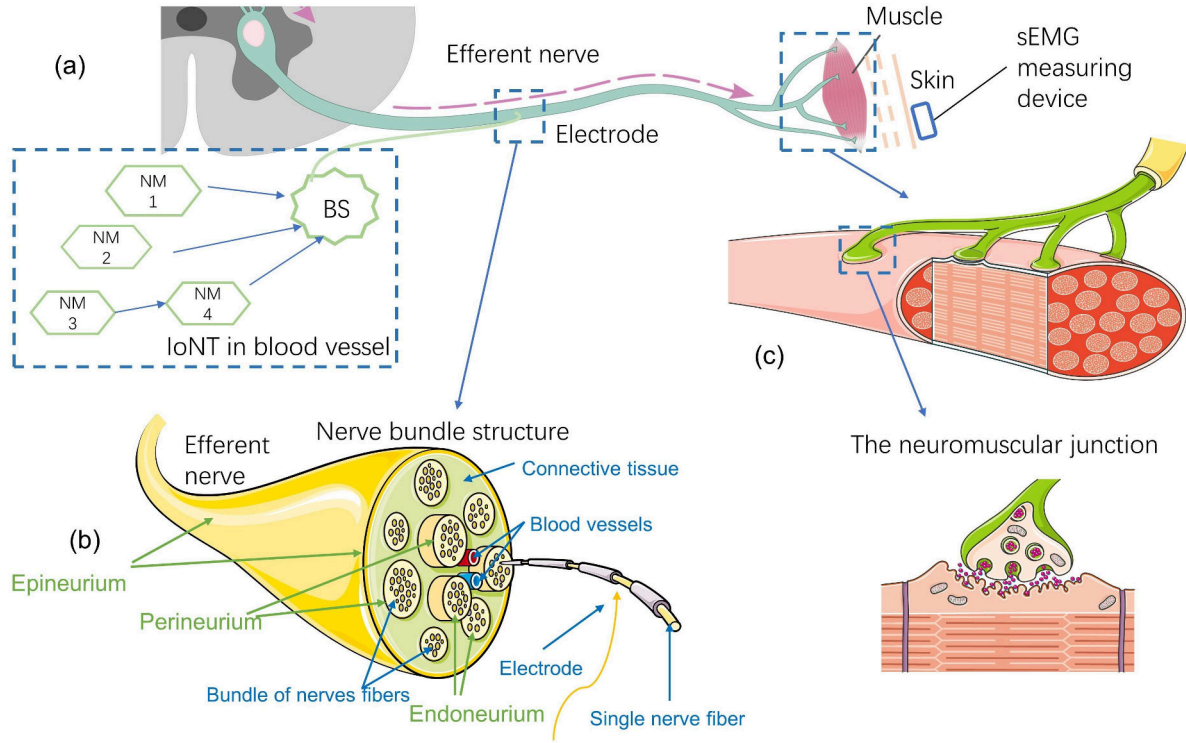 (a)
Efferent nerve
Muscle
Skin
sEMG
measuring
device
Electrode
NM
1
BS
NM
2
NM
3
NM
4
IoNT in blood vessel
(c)
Efferent
nerve
Nerve bundle structure
Connective tissue
Blood vessels
(b)
Epineurium
Perineurium
Bundle of nerves fibers
Endoneurium
Electrode
Single nerve fiber
The neuromuscular junction